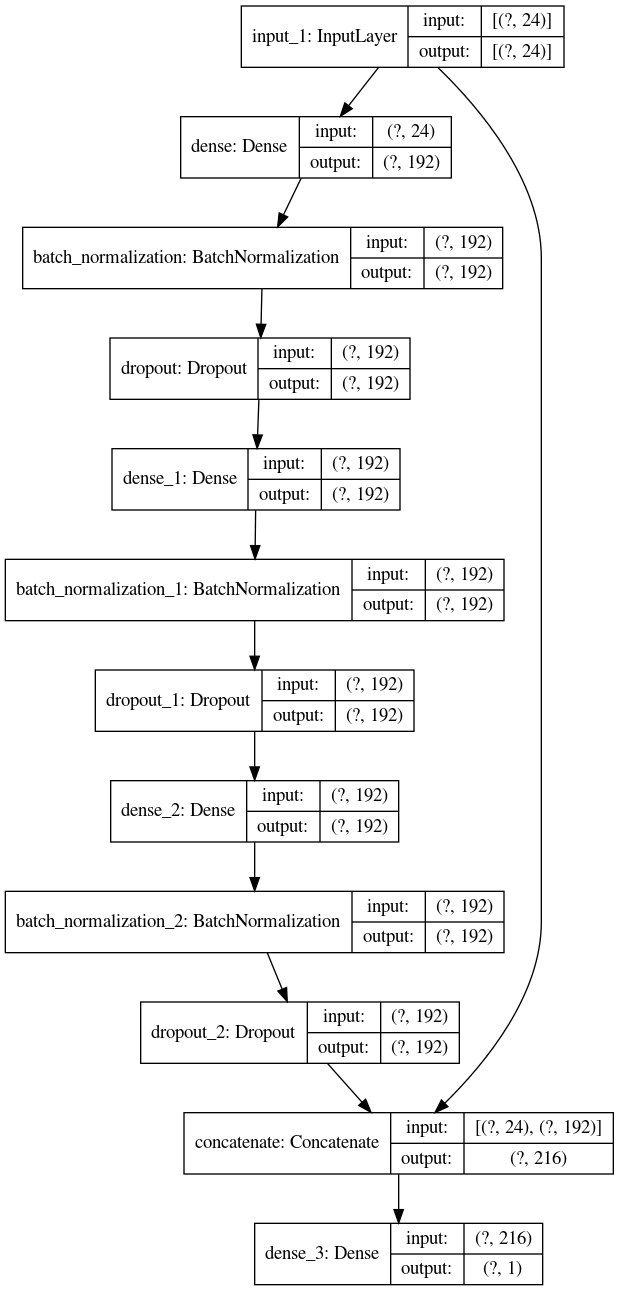 input_1: InputLayer
input: [(?, 24)]
output: [(?, 24)]
dense: Dense
input: (?, 24)
output: (?, 192)
batch_normalization: BatchNormalization
input: (?, 192)
output: (?, 192)
dropout: Dropout
input: (?, 192)
output: (?, 192)
dense_1: Dense
input: (?, 192)
output: (?, 192)
batch_normalization_1: BatchNormalization
input: (?, 192)
output: (?, 192)
dropout_1: Dropout
input: (?, 192)
output: (?, 192)
dense_2: Dense
input: (?, 192)
output: (?, 192)
batch_normalization_2: BatchNormalization
input: (?, 192)
output: (?, 192)
dropout_2: Dropout
input: (?, 192)
output: (?, 192)
concatenate: Concatenate
input: [(?, 24), (?, 192)]
output: (?, 216)
dense_3: Dense
input: (?, 216)
output: (?, 1)